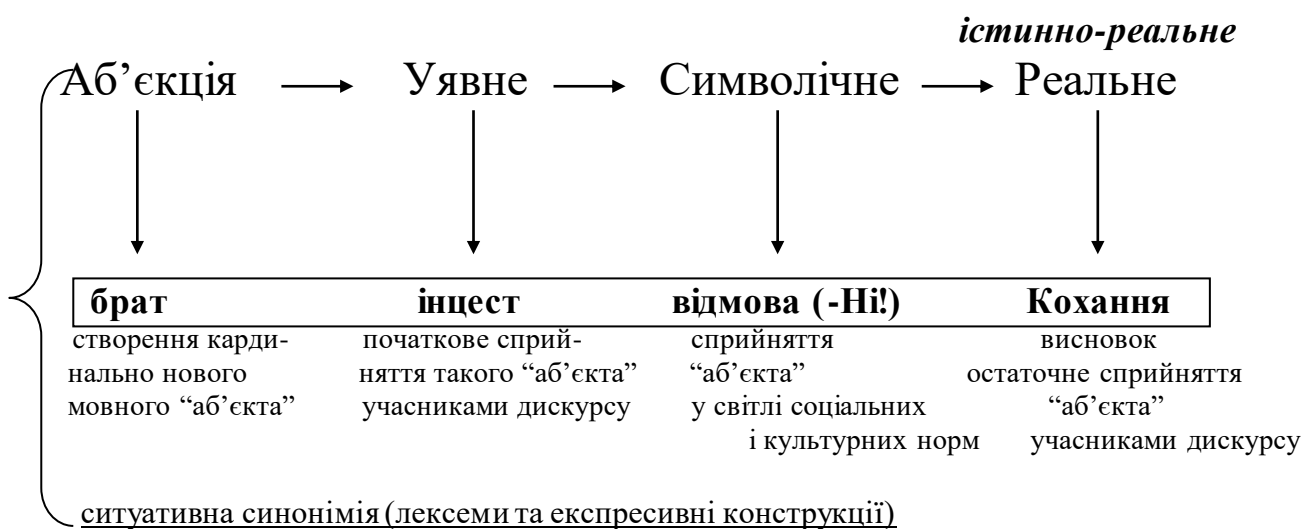 істинно-реальне
Аб’єкція Уявне Символічне Реальне
брат інцест відмова (-Ні!) Кохання
створення карди- початкове сприй- сприйняття висновок
нально нового няття такого “аб’єкта” “аб’єкта” остаточне сприйняття
мовного “аб’єкта” учасниками дискурсу у світлі соціальних “аб’єкта”
і культурних норм учасниками дискурсу
ситуативна синонімія (лексеми та експресивні конструкції)